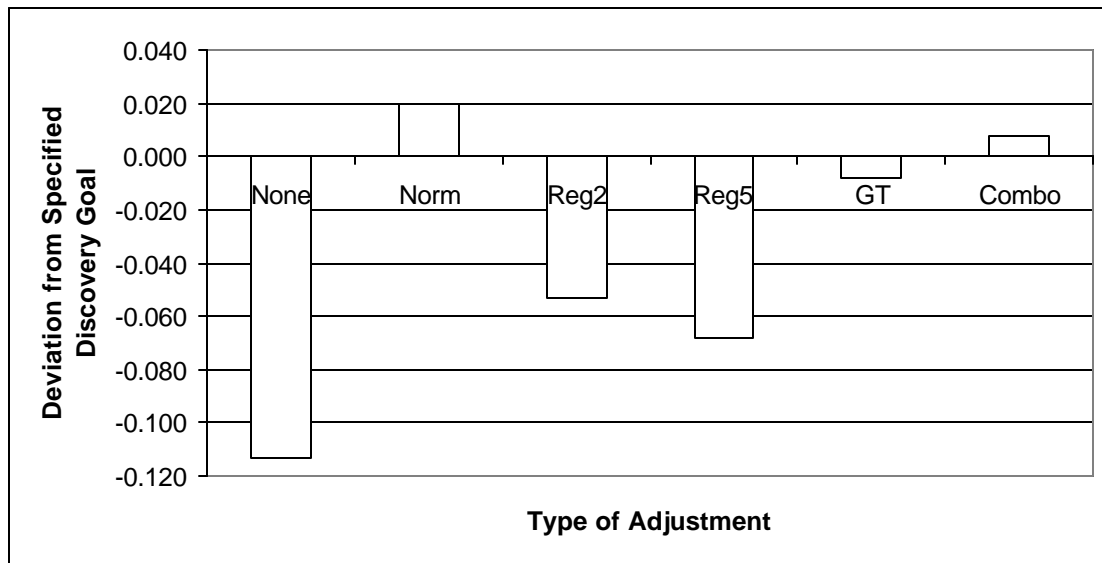 0.040
0.020
0.000
-0.020
-0.040
-0.060
-0.080
-0.100
-0.120
Deviation from Specified
Discovery Goal
None Norm Reg2 Reg5 GT Combo
Type of Adjustment